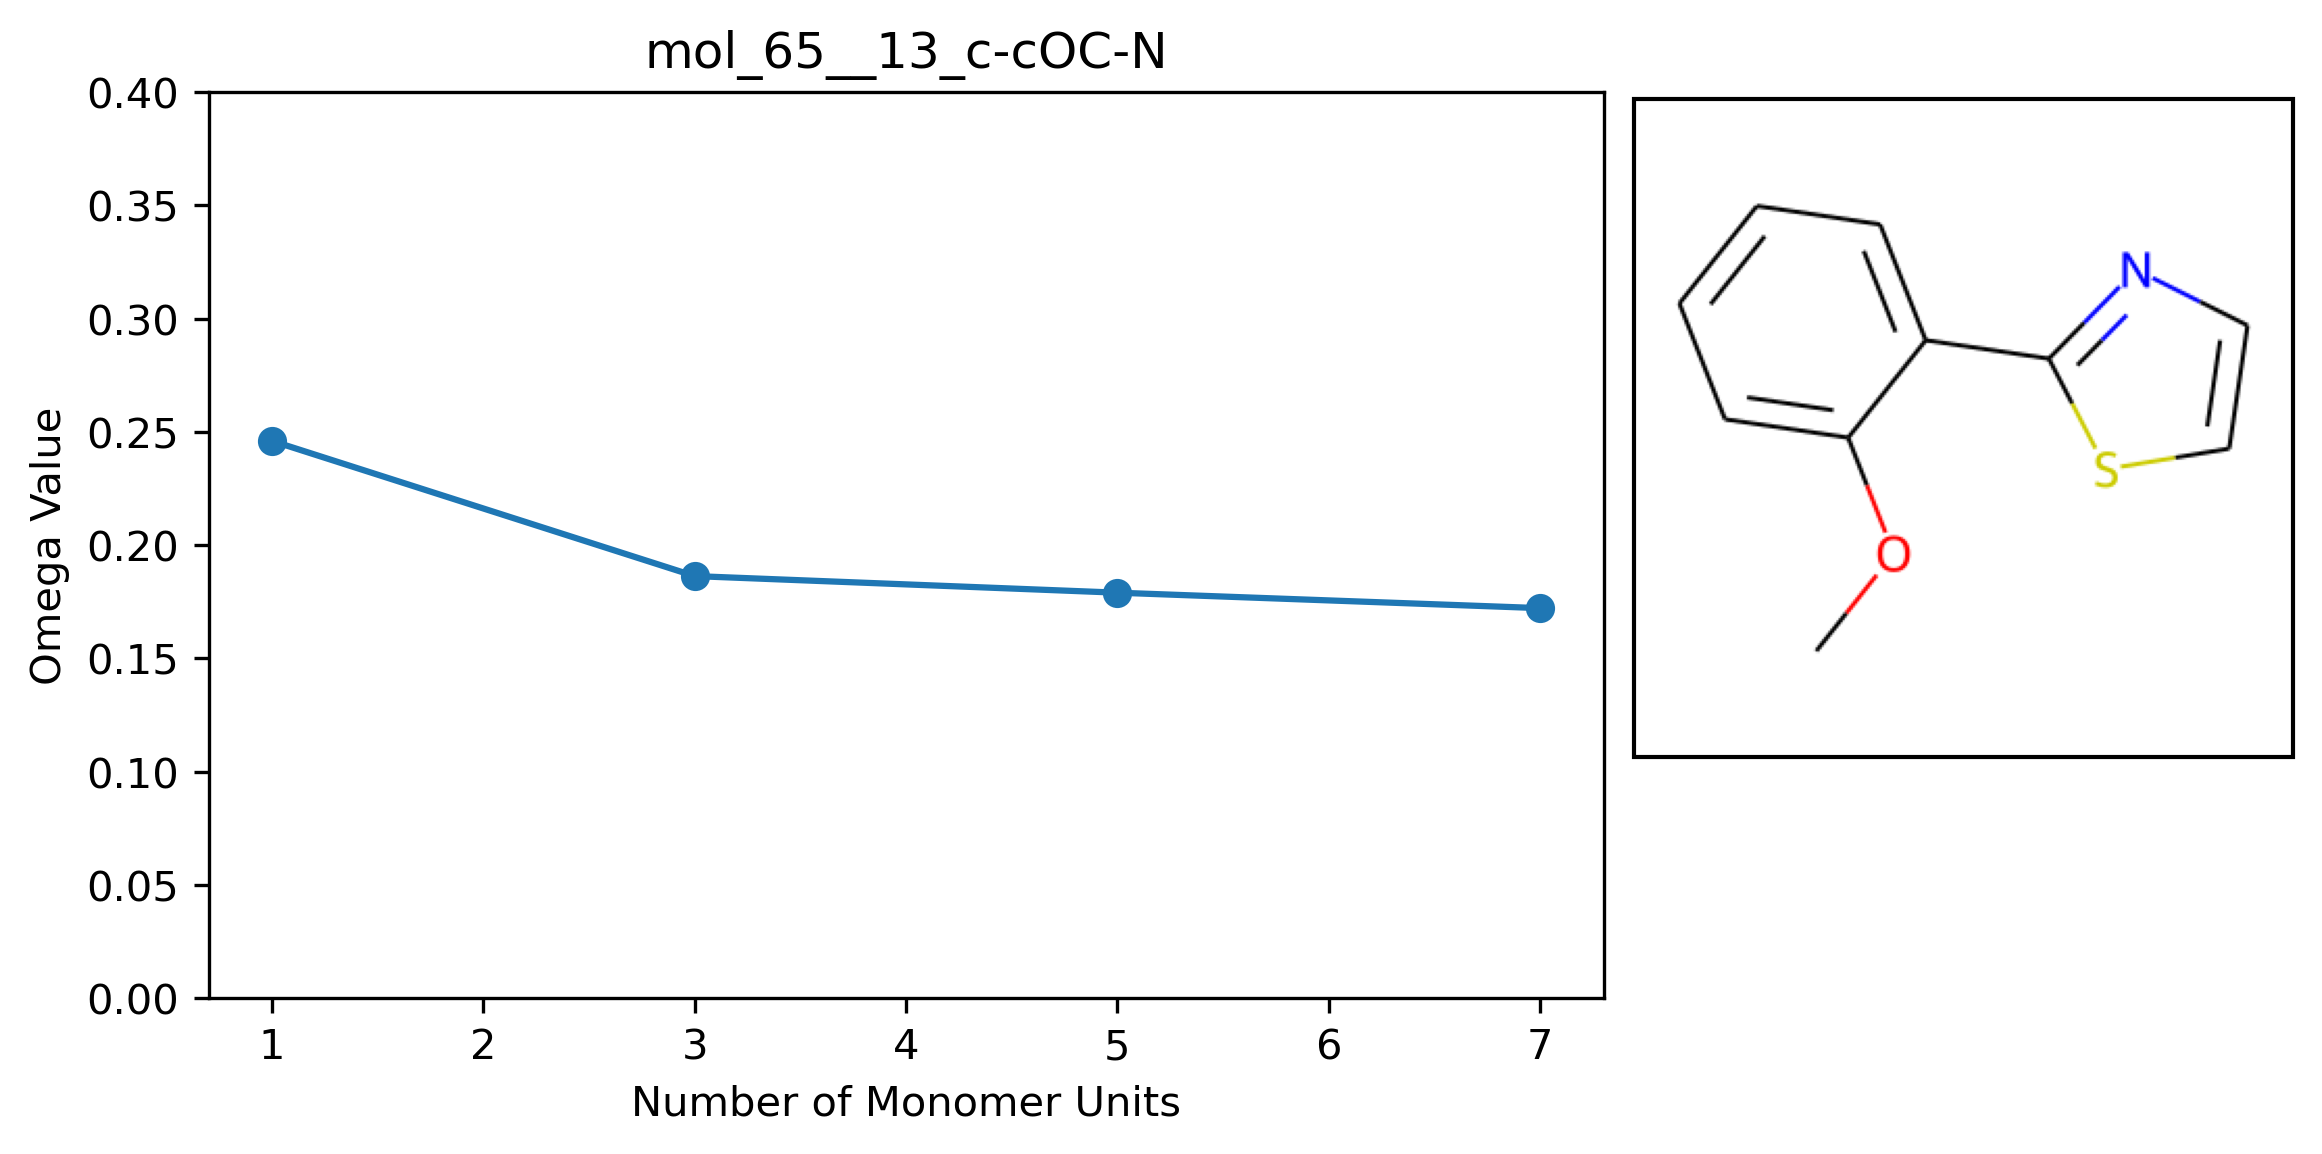 mol_65__13_c-cOC-N
0.40
0.35
0.30
0.25
0.20
0.15
0.10
0.05
0.00
Omega Value
1 2 3 4 5 6 7
Number of Monomer Units
N
S
O